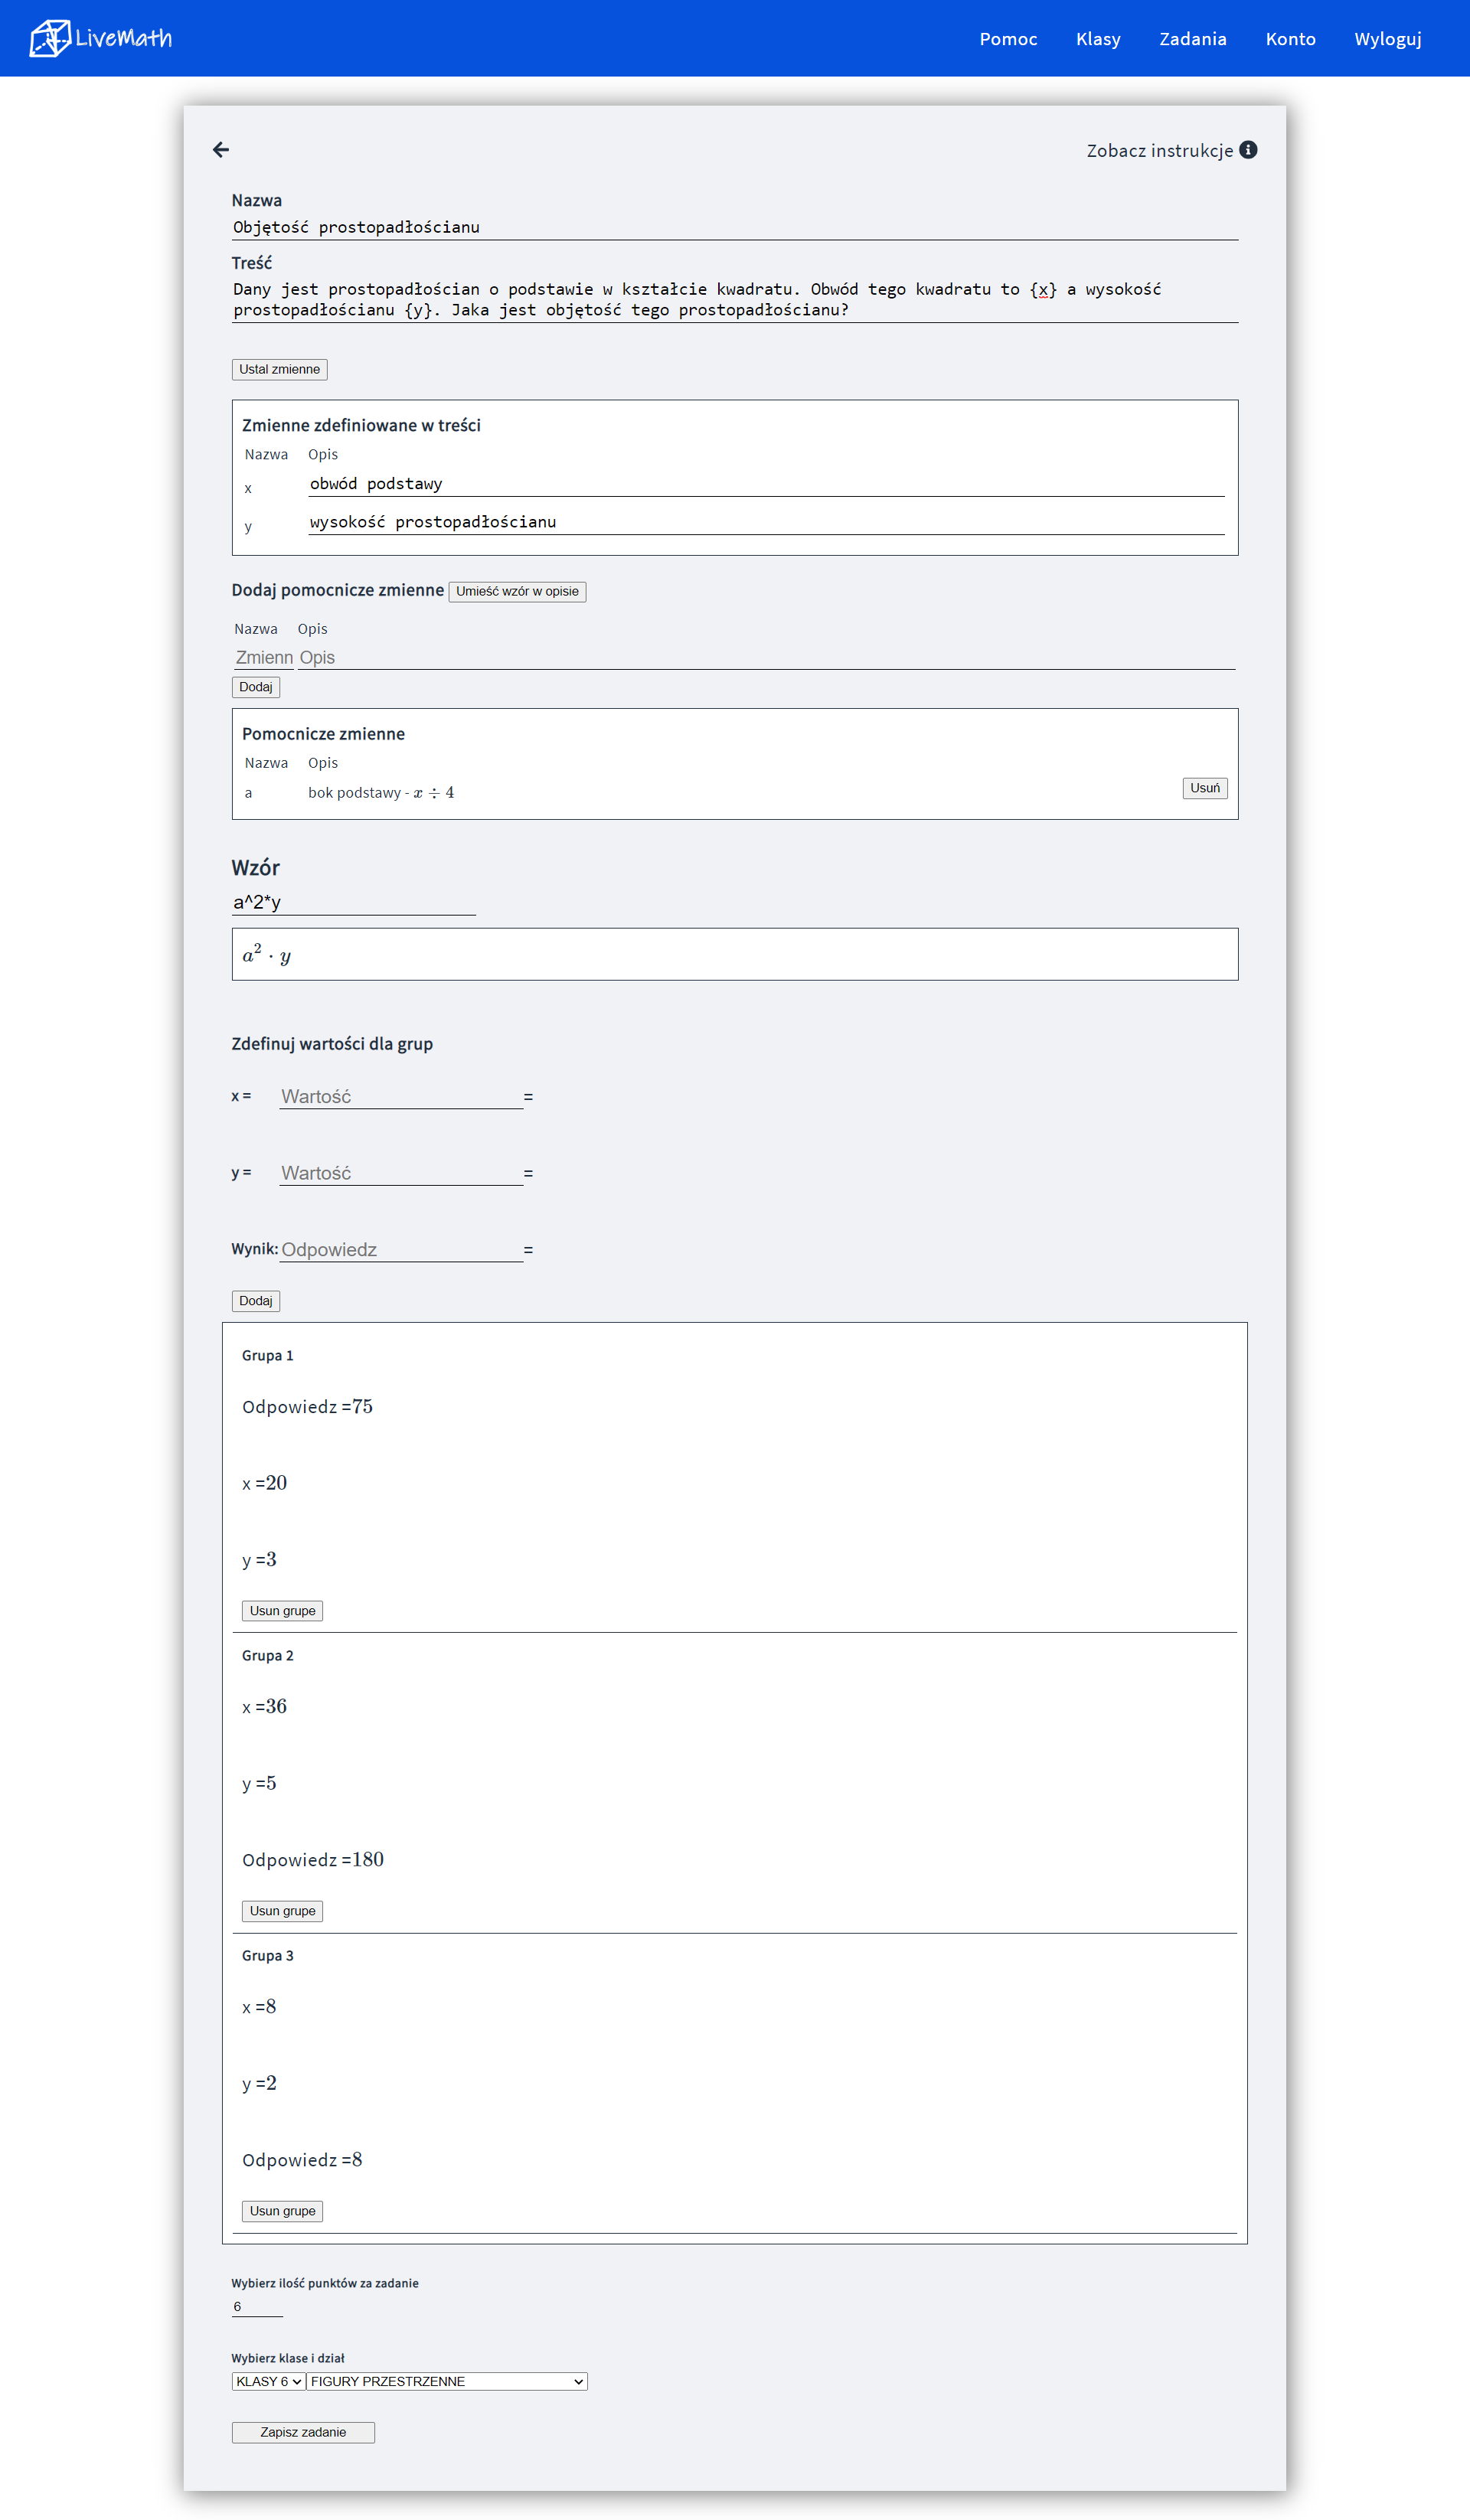 LiveMath Pomoc Klasy Zadania Konto Wyloguj
Zobacz instrukcje
Nazwa
Objętość prostopadłościanu
Treść
Dany jest prostopadłościan o podstawie w kształcie kwadratu. Obwód tego kwadratu to {x} a wysokość
prostopadłościanu {y}. Jaka jest objętość tego prostopadłościanu?
Ustal zmienne
Zmienne zdefiniowane w treści
Nazwa Opis
x obwód podstawy
y wysokość prostopadłościanu
Dodaj pomocnicze zmienne Umieść wzór w opisie
Nazwa Opis
Zmienn Opis
Dodaj
Pomocnicze zmienne
Nazwa Opis
a bok podstawy - x ÷ 4 Usuń
Wzór
a^2*y
a² · y
Zdefinuj wartości dla grup
x = Wartość =
y = Wartość =
Wynik: Odpowiedz =
Dodaj
Grupa 1
Odpowiedz =75
x =20
y =3
Usun grupe
Grupa 2
x =36
y =5
Odpowiedz =180
Usun grupe
Grupa 3
x =8
y =2
Odpowiedz =8
Usun grupe
Wybierz ilość punktów za zadanie
6
Wybierz klase i dział
KLASY 6 FIGURY PRZESTRZENNE
Zapisz zadanie